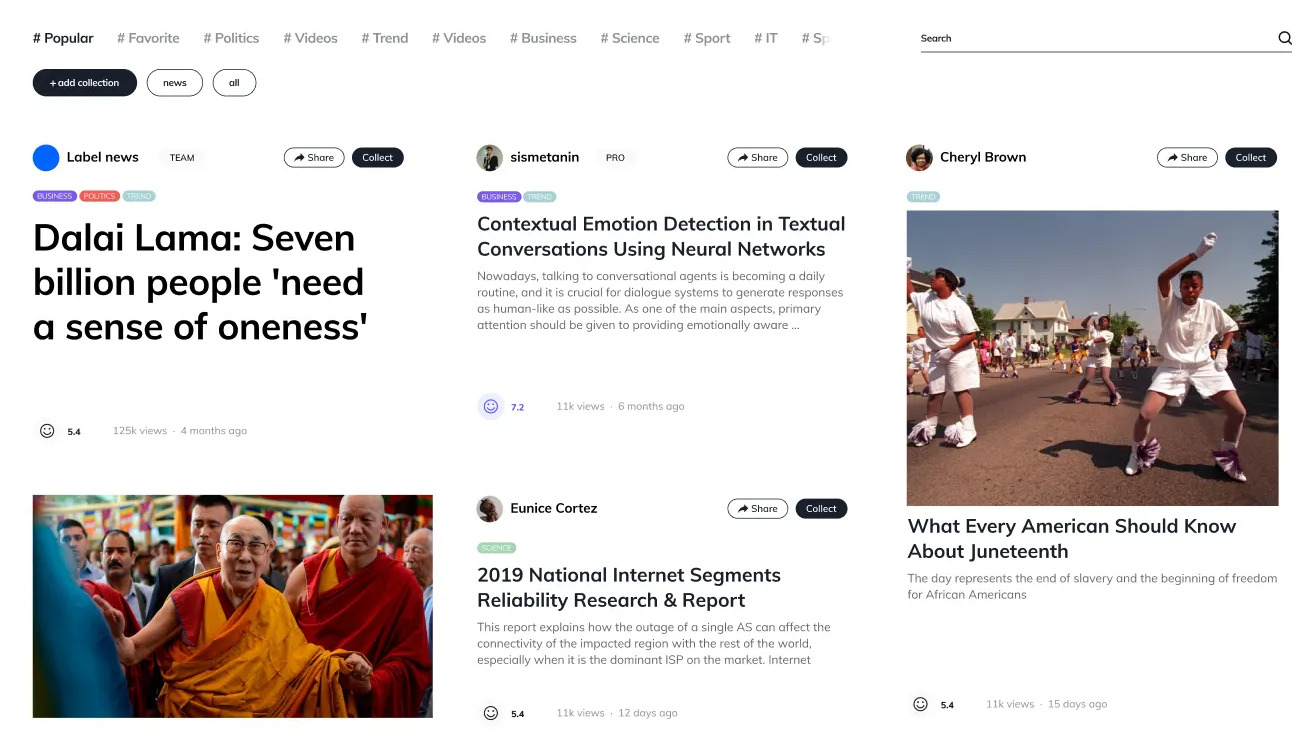 # Popular # Favorite # Politics # Videos # Trend # Videos # Business # Science # Sport # IT # Sp
Search
+ add collection news all
Label news TEAM Share Collect
BUSINESS POLITICS TREND
Dalai Lama: Seven
billion people 'need
a sense of oneness'
5.4 125k views · 4 months ago
sismetanin PRO Share Collect
BUSINESS TREND
Contextual Emotion Detection in Textual
Conversations Using Neural Networks
Nowadays, talking to conversational agents is becoming a daily
routine, and it is crucial for dialogue systems to generate responses
as human-like as possible. As one of the main aspects, primary
attention should be given to providing emotionally aware ...
7.2 11k views · 6 months ago
Eunice Cortez Share Collect
SCIENCE
2019 National Internet Segments
Reliability Research & Report
This report explains how the outage of a single AS can affect the
connectivity of the impacted region with the rest of the world,
especially when it is the dominant ISP on the market. Internet
5.4 11k views · 12 days ago
Cheryl Brown Share Collect
TREND
What Every American Should Know
About Juneteenth
The day represents the end of slavery and the beginning of freedom
for African Americans
5.4 11k views · 15 days ago